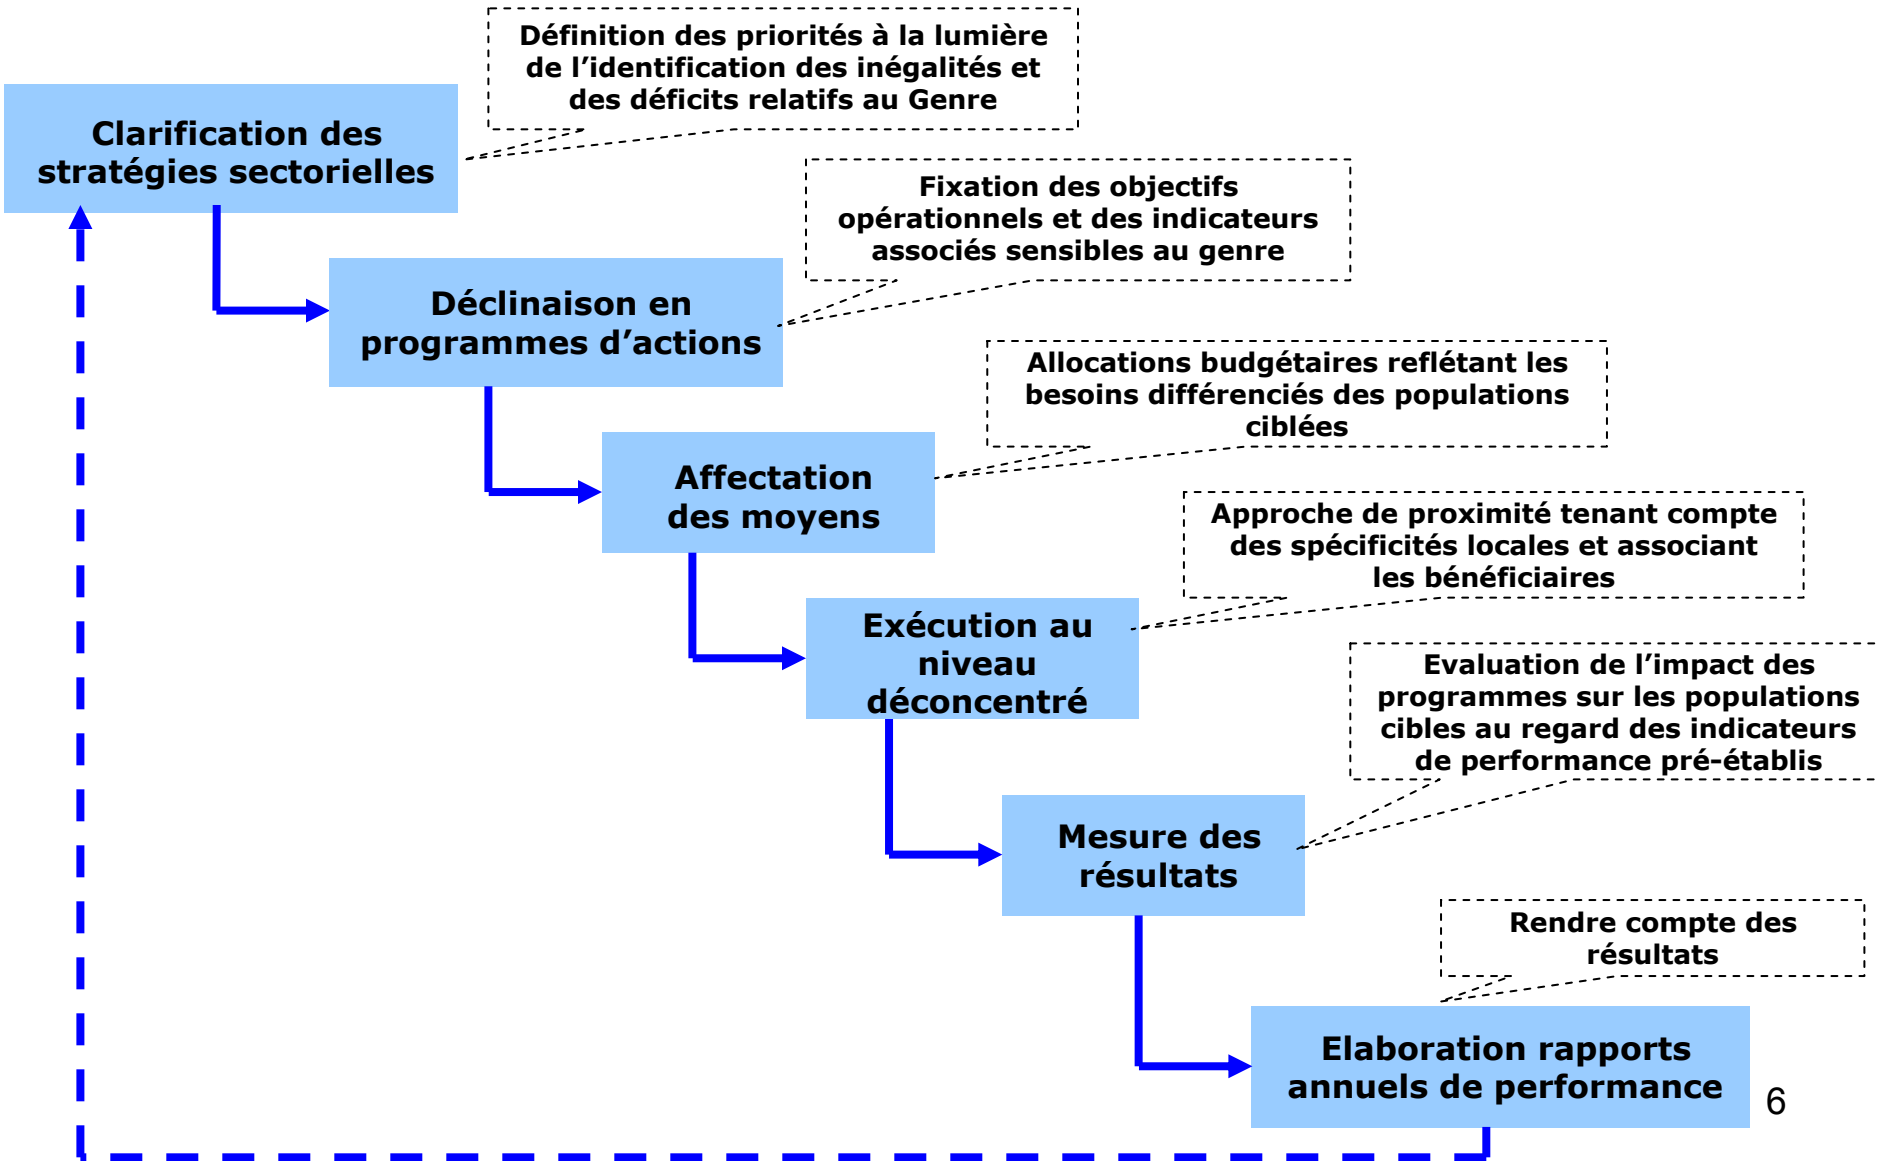 Définition des priorités à la lumière
de l’identification des inégalités et
des déficits relatifs au Genre
Clarification des
stratégies sectorielles
Fixation des objectifs
opérationnels et des indicateurs
associés sensibles au genre
Déclinaison en
programmes d’actions
Allocations budgétaires reflétant les
besoins différenciés des populations
ciblées
Affectation
des moyens
Approche de proximité tenant compte
des spécificités locales et associant
les bénéficiaires
Exécution au
niveau
déconcentré
Evaluation de l’impact des
programmes sur les populations
cibles au regard des indicateurs
de performance pré-établis
Mesure des
résultats
Rendre compte des
résultats
Elaboration rapports
annuels de performance
6